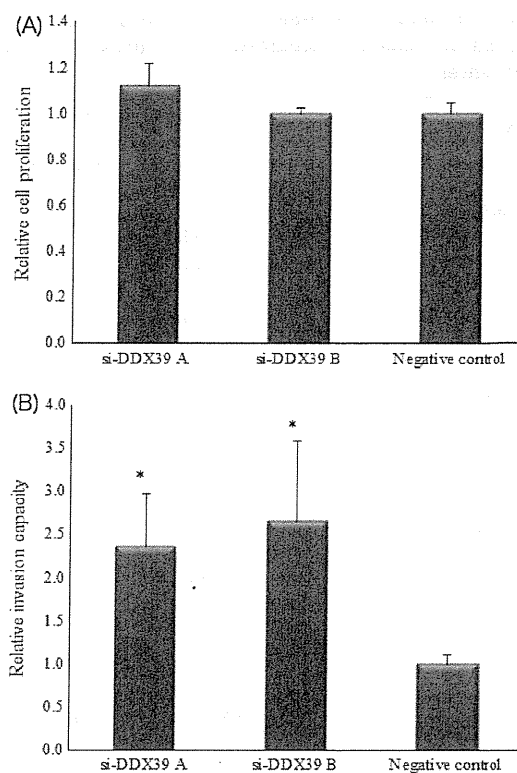 (A)
1.4
1.2
1.0
0.8
0.6
0.4
0.2
0.0
Relative cell proliferation
si-DDX39 A
si-DDX39 B
Negative control
(B)
4.0
3.5
3.0
2.5
2.0
1.5
1.0
0.5
0.0
Relative invasion capacity
*
*
si-DDX39 A
si-DDX39 B
Negative control